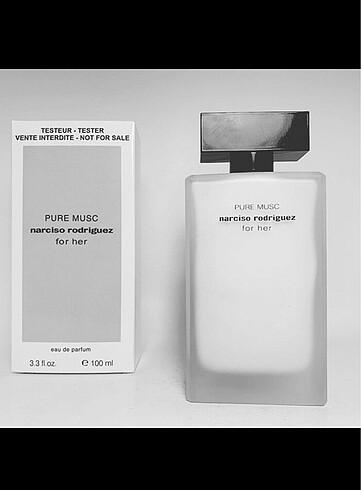 TESTEUR - TESTER
VENTE INTERDITE - NOT FOR SALE
PURE MUSC
narciso rodriguez
for her
eau de parfum
3.3 fl.oz. ℮ 100 ml
PURE MUSC
narciso rodriguez
for her